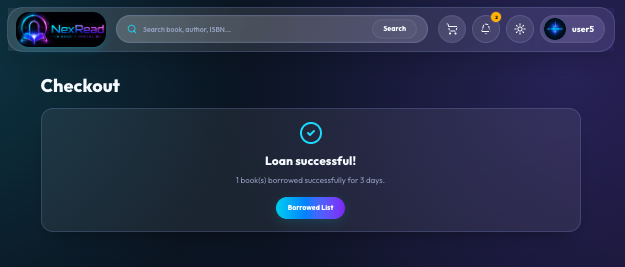 NexRead
Search book, author, ISBN...
Search
3
user5
Checkout
Loan successful!
1 book(s) borrowed successfully for 3 days.
Borrowed List